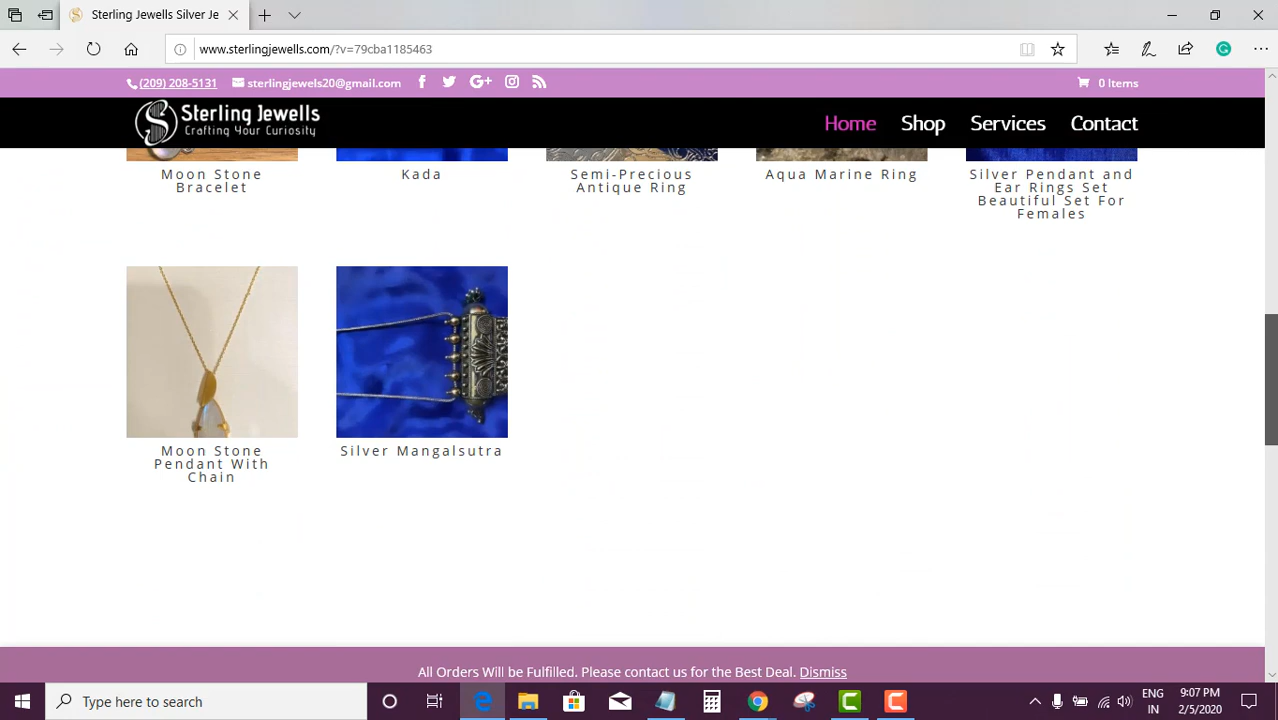 Sterling Jewells Silver Je
www.sterlingjewells.com/?v=79cba1185463
(209) 208-5131 sterlingjewels20@gmail.com 0 Items
Sterling Jewells
Crafting Your Curiosity
Home Shop Services Contact
Moon Stone
Bracelet
Kada
Semi-Precious
Antique Ring
Aqua Marine Ring
Silver Pendant and
Ear Rings Set
Beautiful Set For
Females
Moon Stone
Pendant With
Chain
Silver Mangalsutra
All Orders Will be Fulfilled. Please contact us for the Best Deal. Dismiss
Type here to search
ENG
IN
9:07 PM
2/5/2020